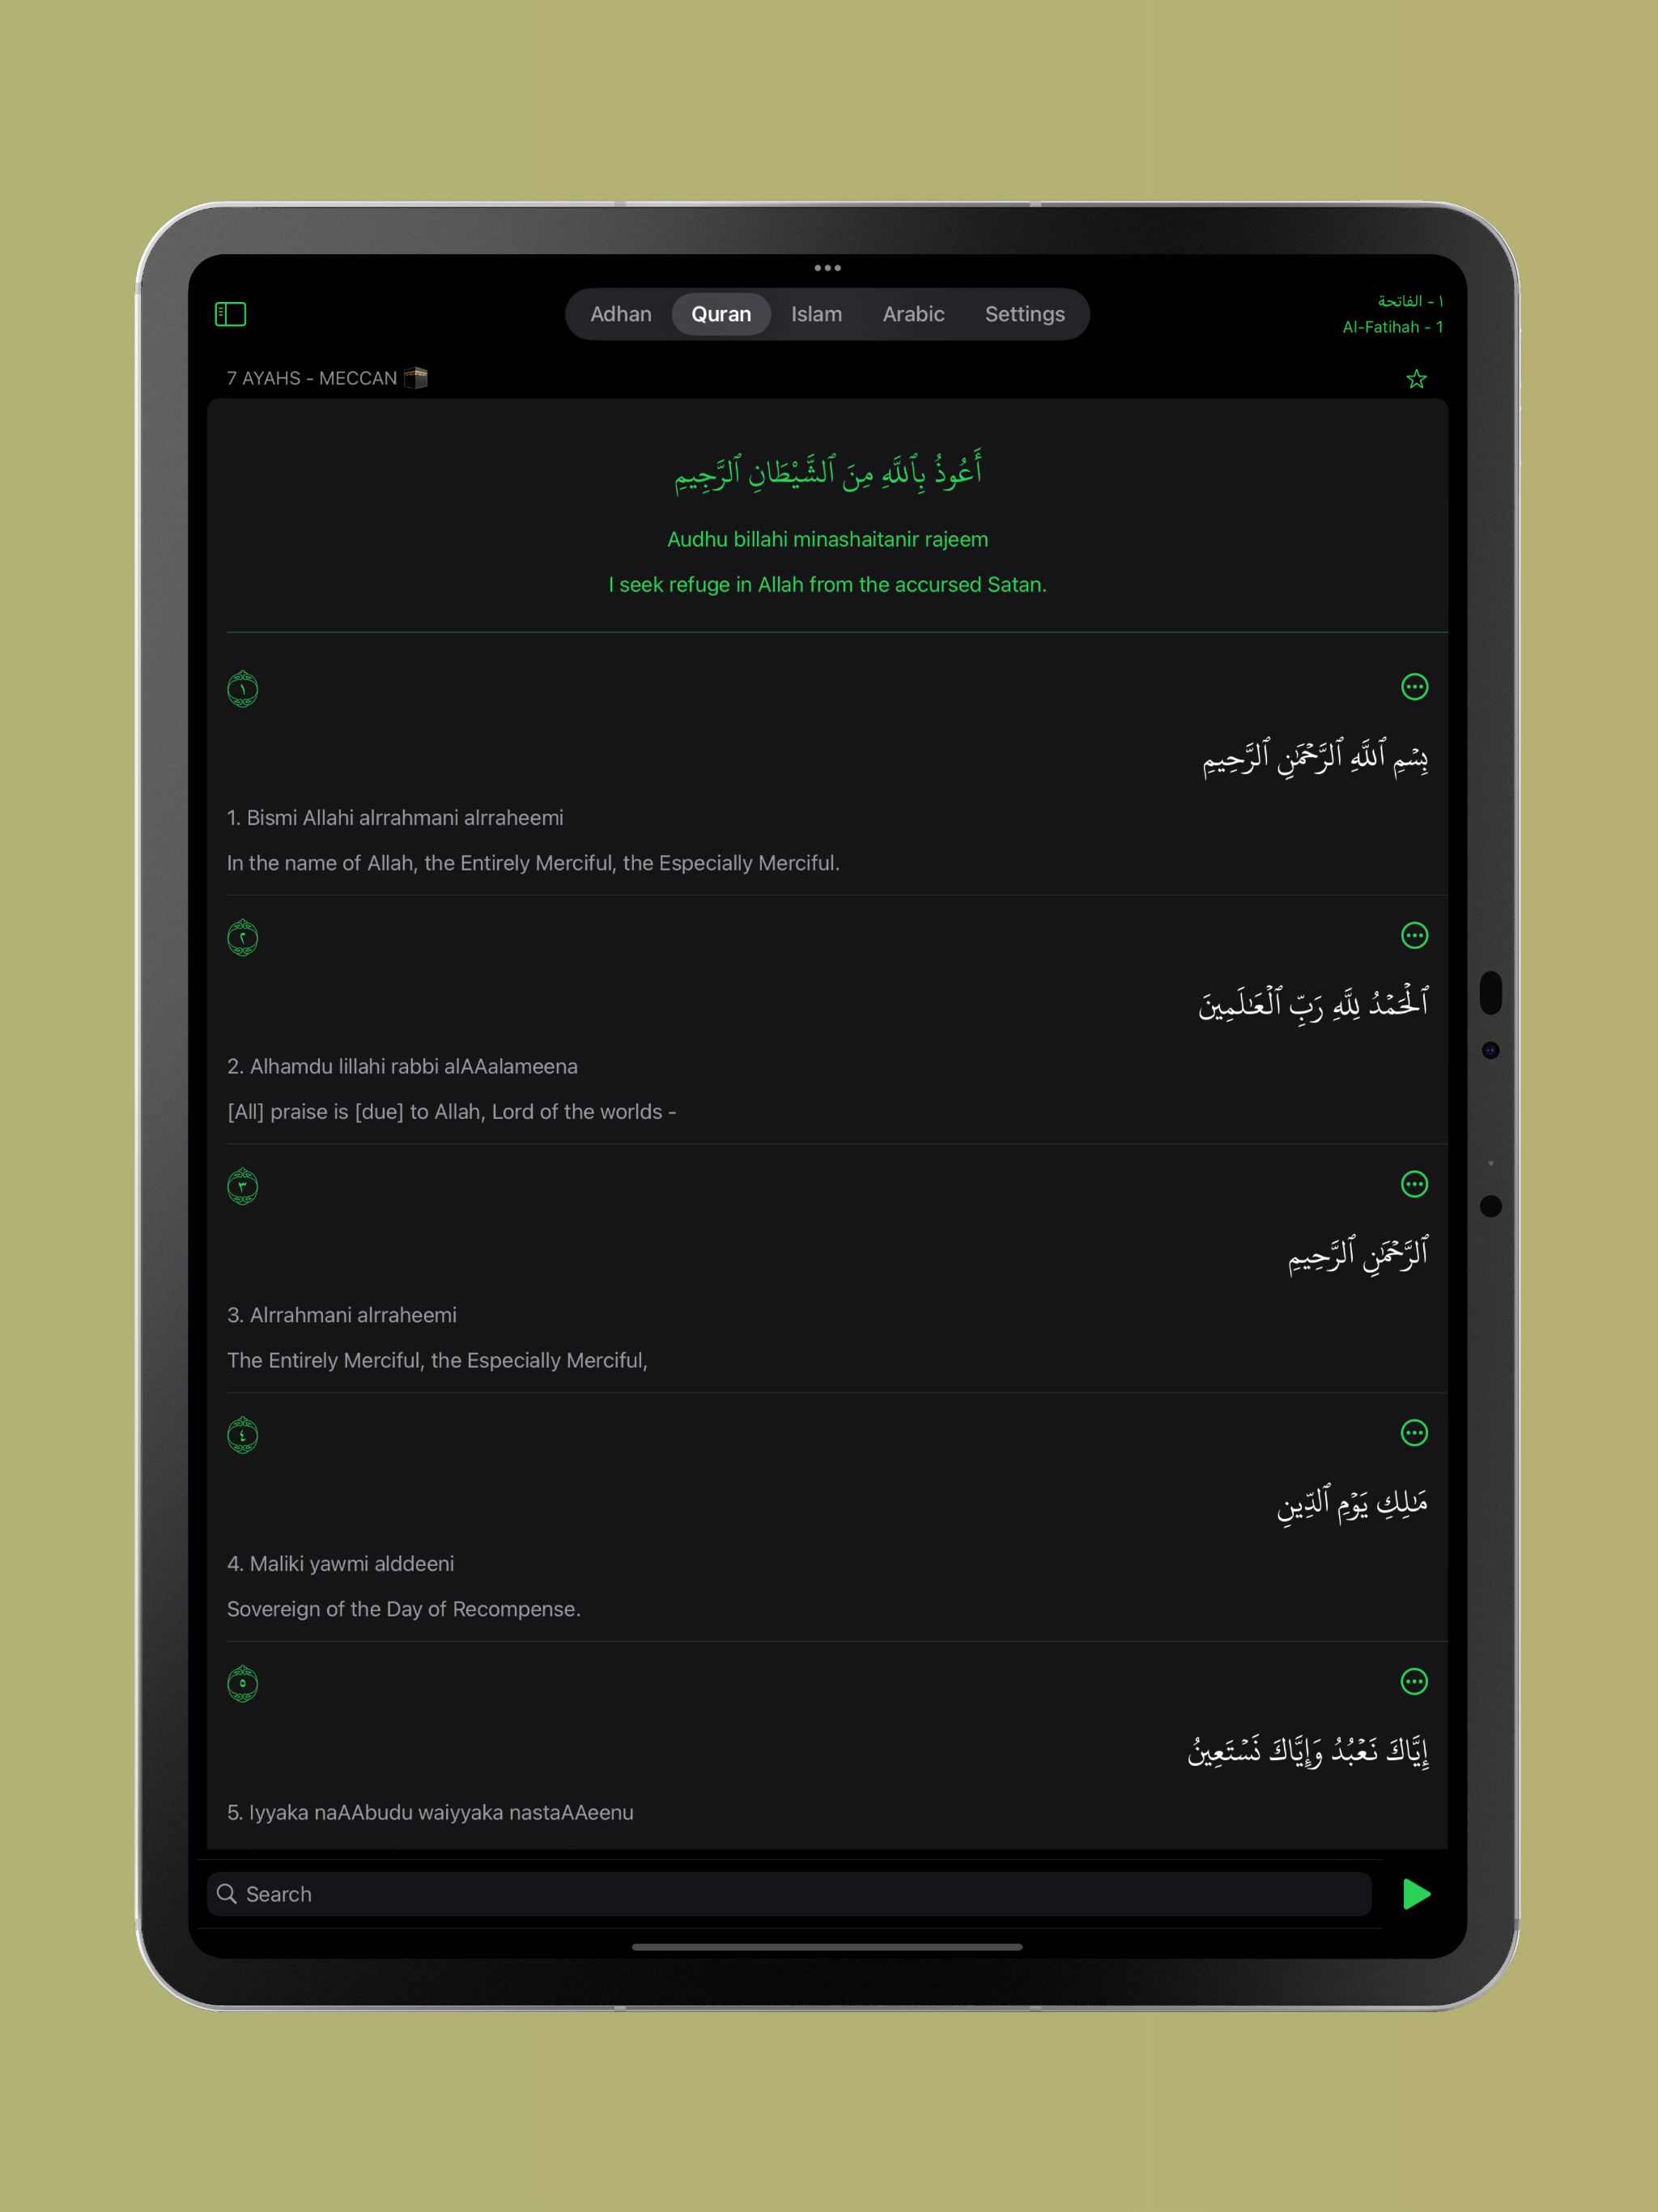 Adhan Quran Islam Arabic Settings
١ - الفاتحة
Al-Fatihah - 1
7 AYAHS - MECCAN
أَعُوذُ بِٱللَّهِ مِنَ ٱلشَّيْطَانِ ٱلرَّجِيمِ
Audhu billahi minashaitanir rajeem
I seek refuge in Allah from the accursed Satan.
١
بِسۡمِ ٱللَّهِ ٱلرَّحۡمَٰنِ ٱلرَّحِيمِ
1. Bismi Allahi alrrahmani alrraheemi
In the name of Allah, the Entirely Merciful, the Especially Merciful.
٢
ٱلۡحَمۡدُ لِلَّهِ رَبِّ ٱلۡعَٰلَمِينَ
2. Alhamdu lillahi rabbi alAAalameena
[All] praise is [due] to Allah, Lord of the worlds -
٣
ٱلرَّحۡمَٰنِ ٱلرَّحِيمِ
3. Alrrahmani alrraheemi
The Entirely Merciful, the Especially Merciful,
٤
مَٰلِكِ يَوۡمِ ٱلدِّينِ
4. Maliki yawmi alddeeni
Sovereign of the Day of Recompense.
٥
إِيَّاكَ نَعۡبُدُ وَإِيَّاكَ نَسۡتَعِينُ
5. Iyyaka naAAbudu waiyyaka nastaAAeenu
Search